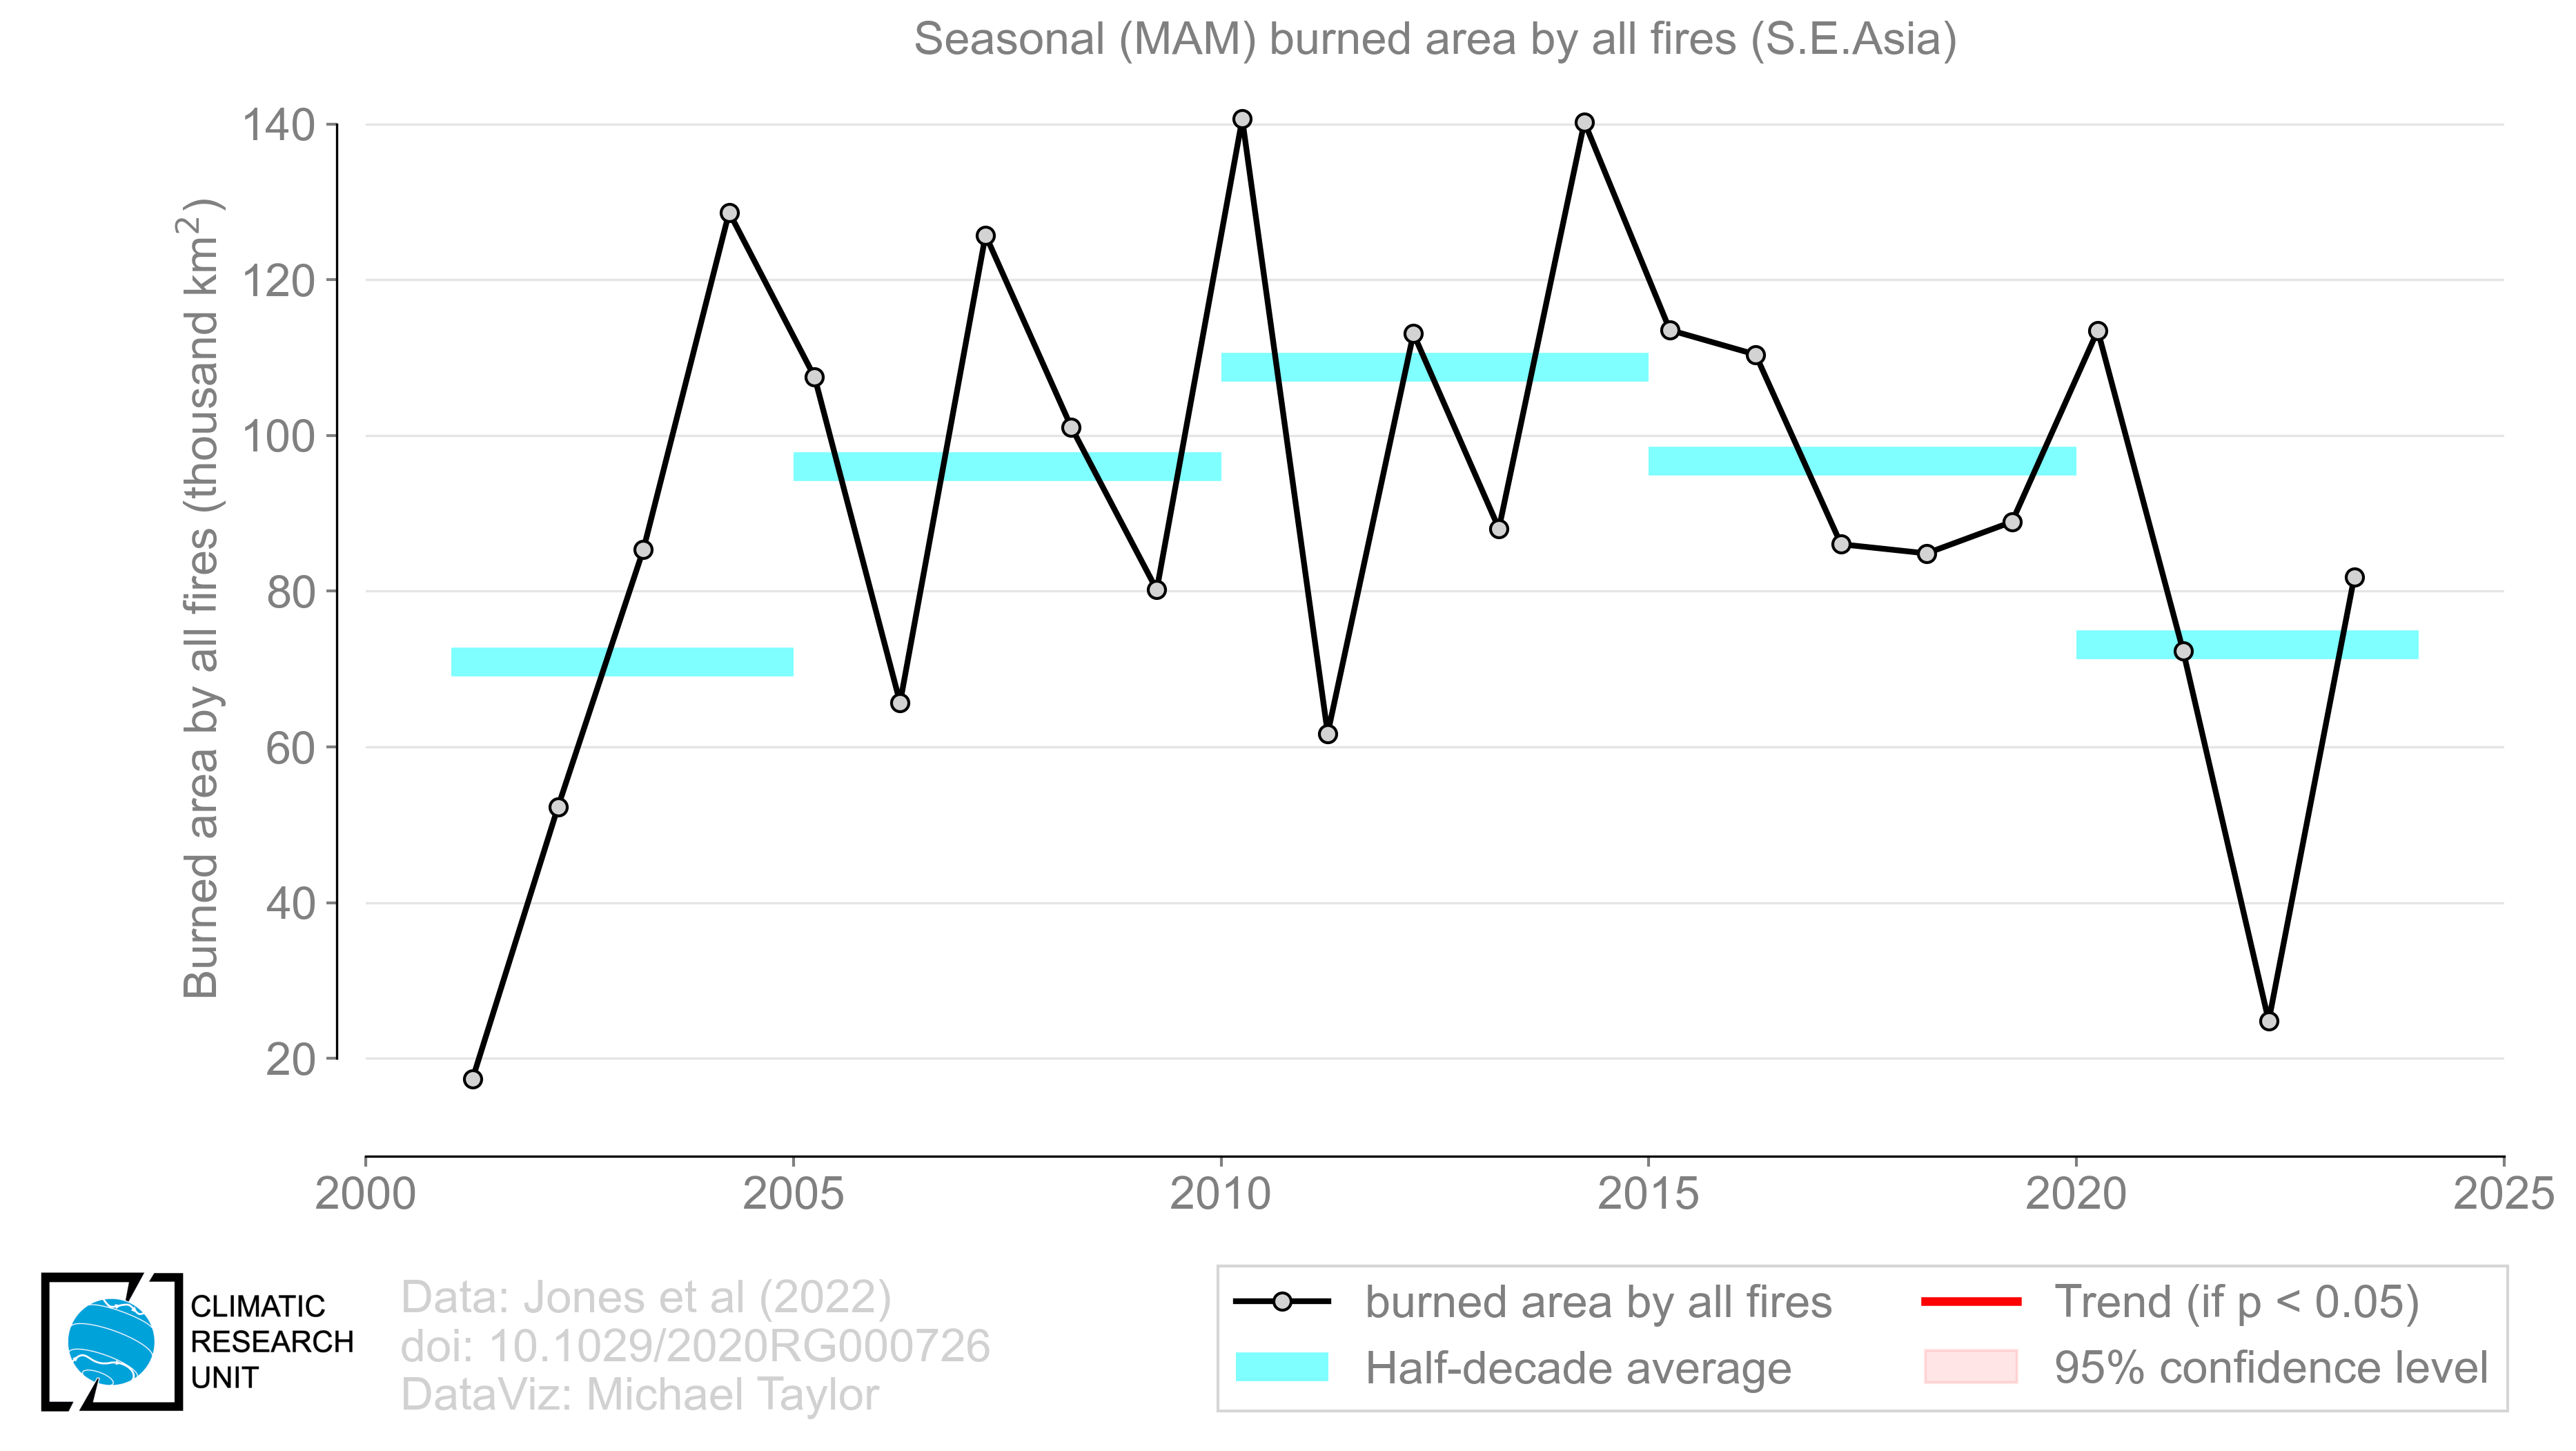 Seasonal (MAM) burned area by all fires (S.E.Asia)
Burned area by all fires (thousand km²)
140
120
100
80
60
40
20
2000
2005
2010
2015
2020
2025
CLIMATIC
RESEARCH
UNIT
Data: Jones et al (2022)
doi: 10.1029/2020RG000726
DataViz: Michael Taylor
burned area by all fires
Half-decade average
Trend (if p < 0.05)
95% confidence level